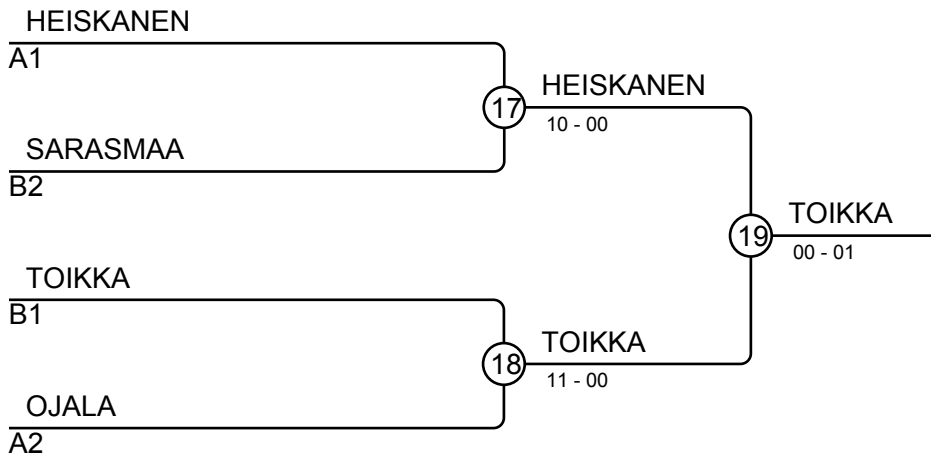 HEISKANEN
A1
17
HEISKANEN
10 - 00
SARASMAA
B2
19
TOIKKA
00 - 01
TOIKKA
B1
18
TOIKKA
11 - 00
OJALA
A2